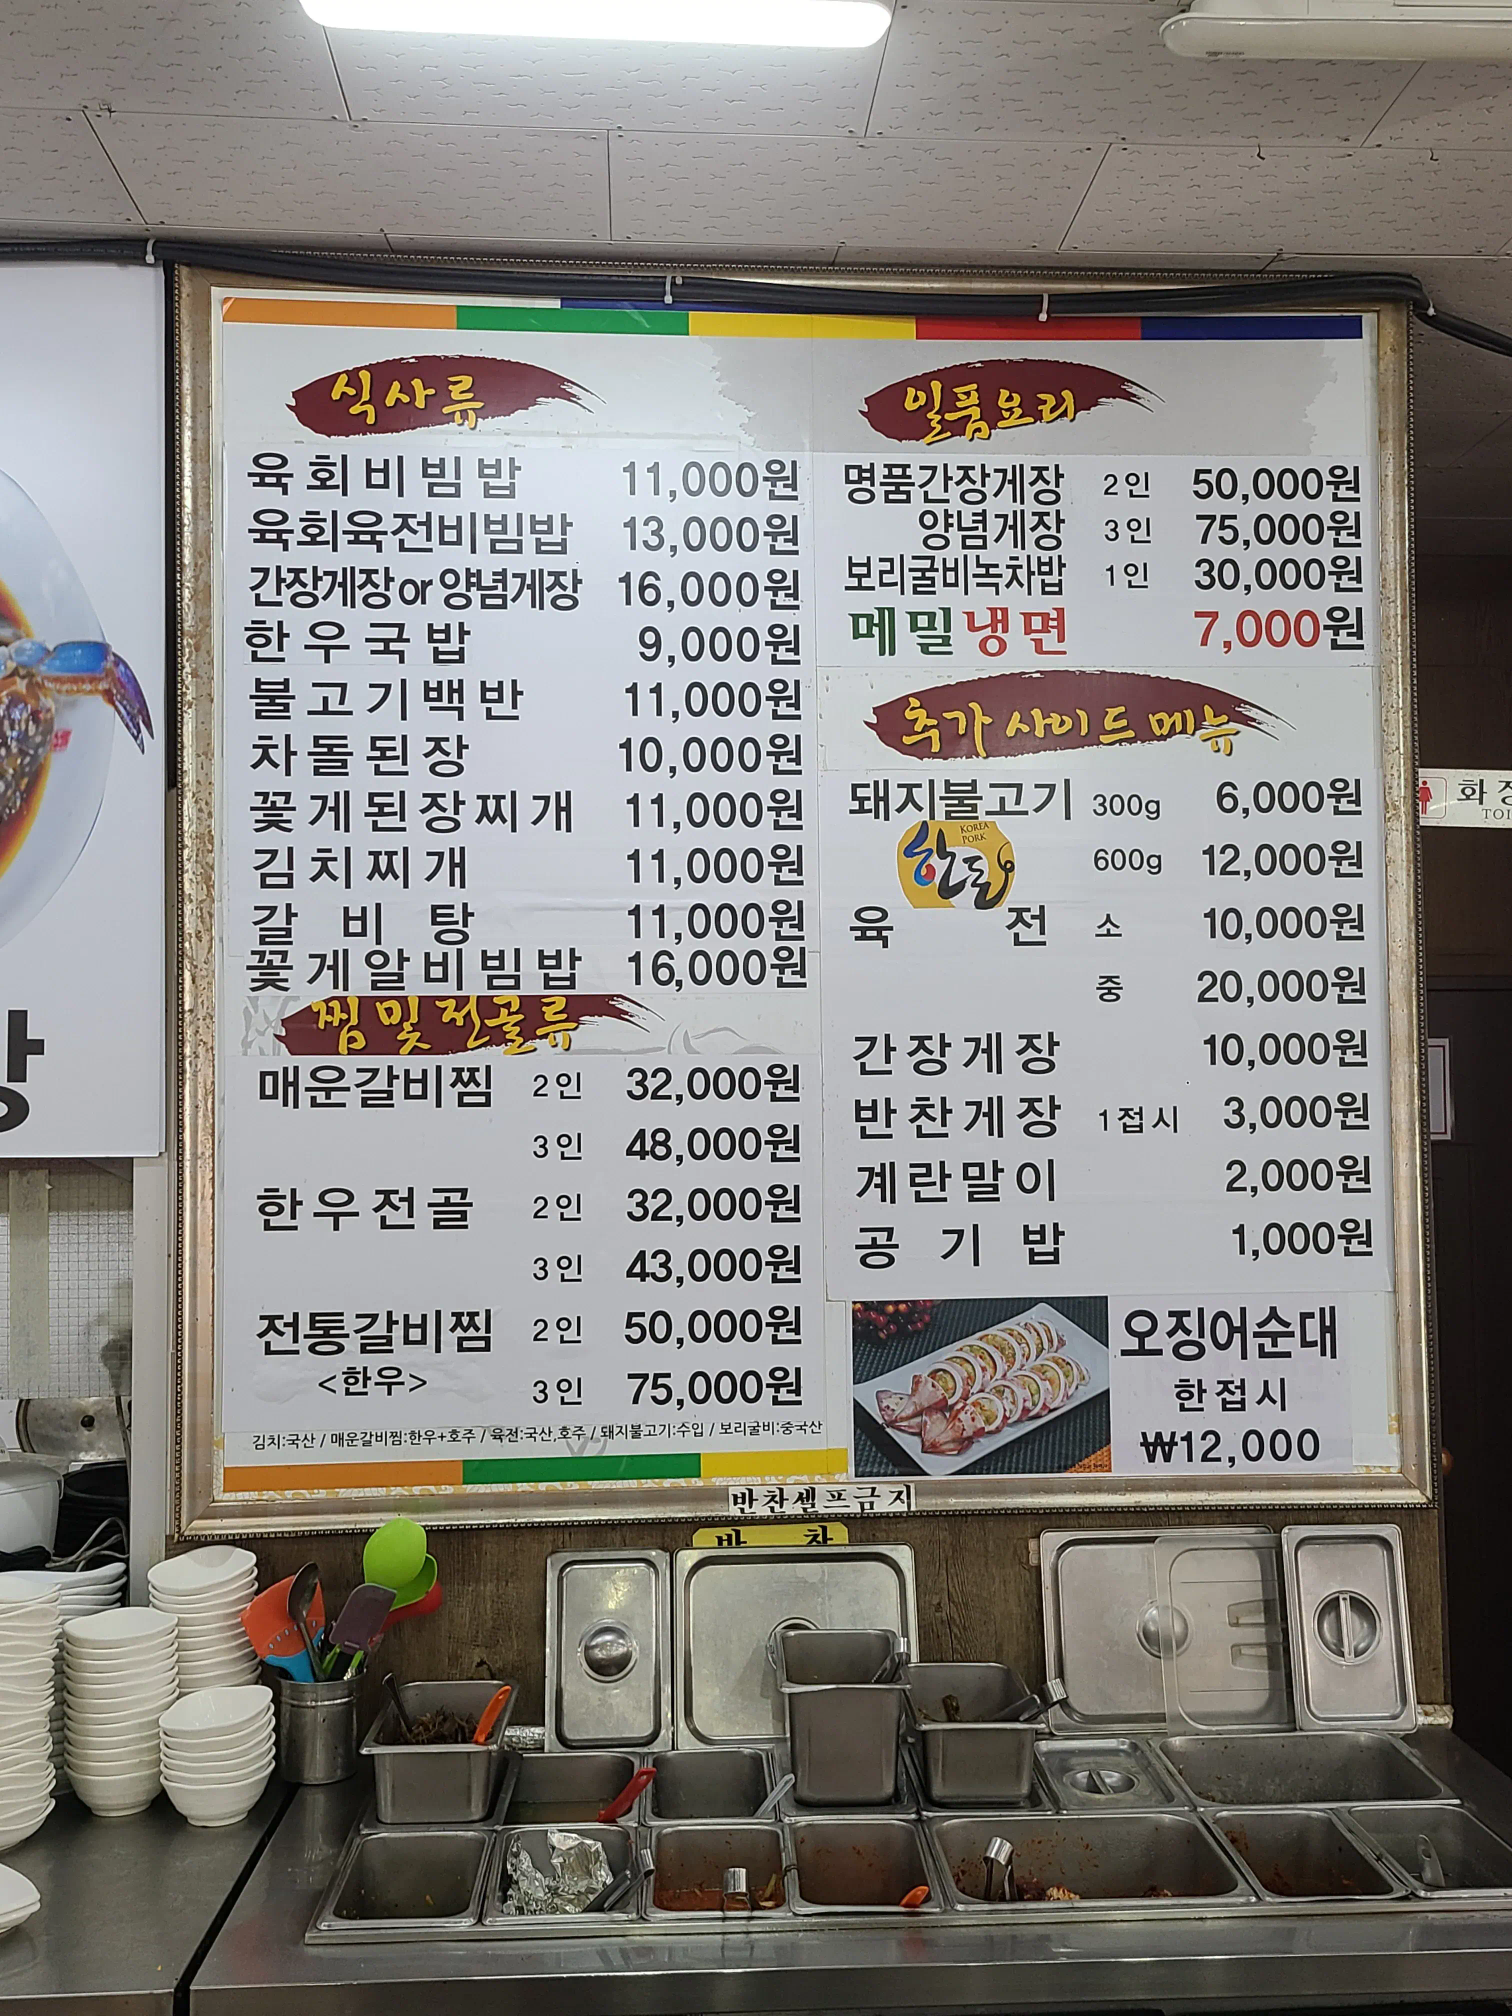 식사류
육회비빔밥 11,000원
육회육전비빔밥 13,000원
간장게장or양념게장 16,000원
한우국밥 9,000원
불고기백반 11,000원
차돌된장 10,000원
꽃게된장찌개 11,000원
김치찌개 11,000원
갈비탕 11,000원
꽃게알비빔밥 16,000원
찜및전골류
매운갈비찜 2인 32,000원
3인 48,000원
한우전골 2인 32,000원
3인 43,000원
전통갈비찜 2인 50,000원
<한우> 3인 75,000원
김치:국산 / 매운갈비찜:한우+호주 / 육전:국산,호주 / 돼지불고기:수입 / 보리굴비:중국산
일품요리
명품간장게장 2인 50,000원
양념게장 3인 75,000원
보리굴비녹차밥 1인 30,000원
메밀냉면 7,000원
추가사이드메뉴
돼지불고기 300g 6,000원
KOREA PORK
한돈
600g 12,000원
육전 소 10,000원
중 20,000원
간장게장 10,000원
반찬게장 1접시 3,000원
계란말이 2,000원
공기밥 1,000원
오징어순대
한접시
₩12,000
반찬셀프금지
반찬